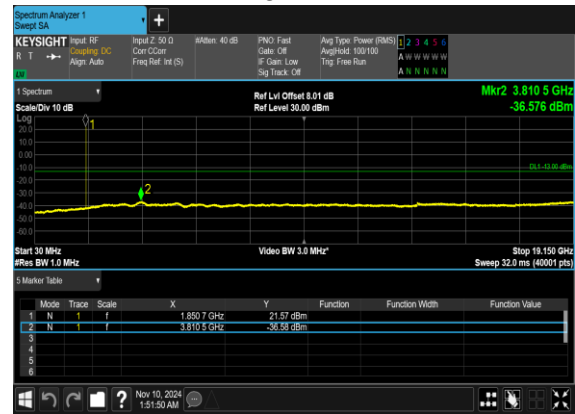 Spectrum Analyzer 1
Swept SA
+
KEYSIGHT Input: RF Input Z: 50 Ω #Atten: 40 dB PNO: Fast Avg Type: Power (RMS) 1 2 3 4 5 6
R T Coupling: DC Corr CCorr Gate: Off Avg|Hold: 100/100 A W W W W W
Align: Auto Freq Ref: Int (S) IF Gain: Low Trig: Free Run
LXI Sig Track: Off A N N N N N
1 Spectrum Ref Lvl Offset 8.01 dB Mkr2 3.810 5 GHz
Scale/Div 10 dB Ref Level 30.00 dBm -36.576 dBm
Log
1
20.0
10.0
0.00
-10.0
DL1 -13.00 dBm
-20.0
-30.0
2
-40.0
-50.0
-60.0
Start 30 MHz Video BW 3.0 MHz* Stop 19.150 GHz
#Res BW 1.0 MHz Sweep 32.0 ms (40001 pts)
5 Marker Table
Mode Trace Scale X Y Function Function Width Function Value
1 N 1 f 1.850 7 GHz 21.57 dBm
2 N 1 f 3.810 5 GHz -36.58 dBm
3
4
5
6
? Nov 10, 2024
1:51:50 AM